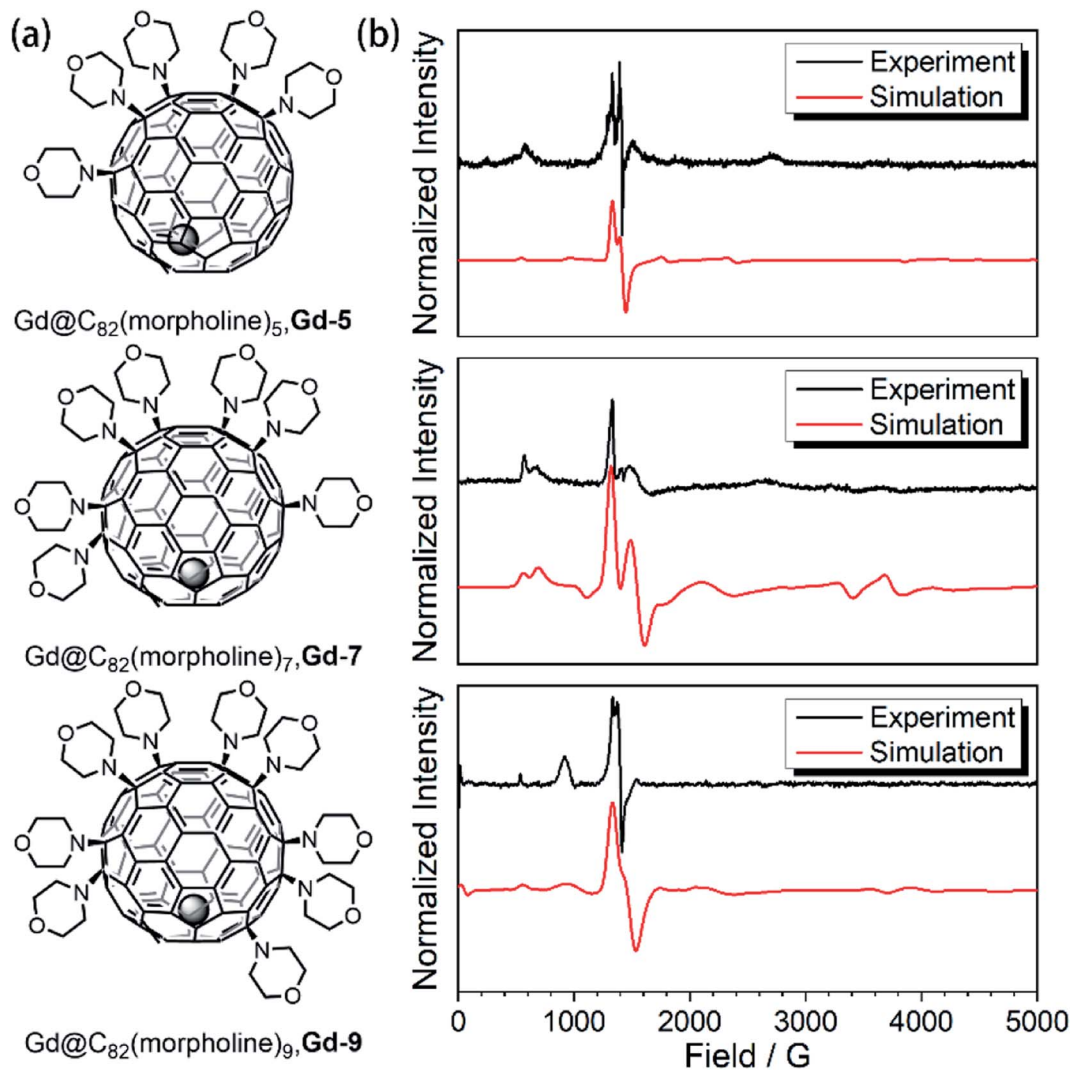 (a)
O
O
O
O
O
N
N
N
N
N
Gd@C₈₂(morpholine)₅,Gd-5
O
O
O
O
O
O
O
N
N
N
N
N
N
N
Gd@C₈₂(morpholine)₇,Gd-7
O
O
O
O
O
O
O
O
O
N
N
N
N
N
N
N
N
N
Gd@C₈₂(morpholine)₉,Gd-9
(b)
Normalized Intensity
Experiment
Simulation
Normalized Intensity
Experiment
Simulation
Normalized Intensity
Experiment
Simulation
0 1000 2000 3000 4000 5000
Field / G